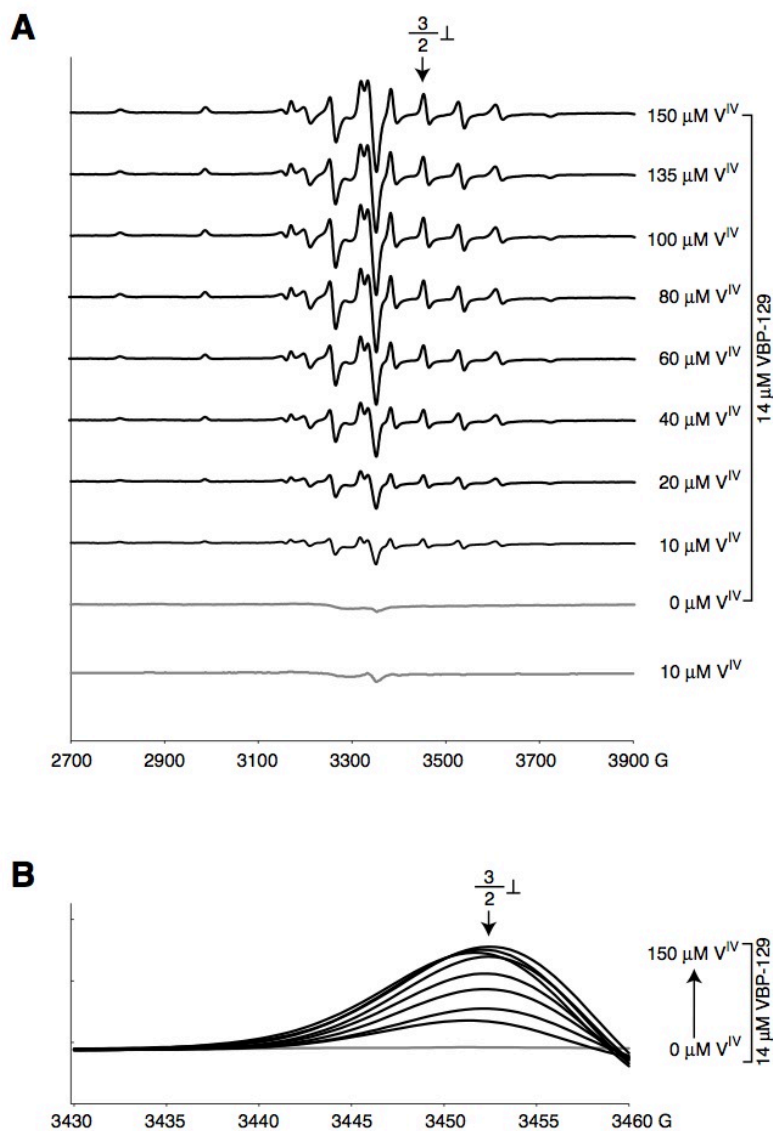 A
3/2 ⊥
150 μM V^IV
135 μM V^IV
100 μM V^IV
80 μM V^IV
60 μM V^IV
40 μM V^IV
20 μM V^IV
10 μM V^IV
0 μM V^IV
14 μM VBP-129
10 μM V^IV
2700 2900 3100 3300 3500 3700 3900 G
B
3/2 ⊥
150 μM V^IV
0 μM V^IV
14 μM VBP-129
3430 3435 3440 3445 3450 3455 3460 G